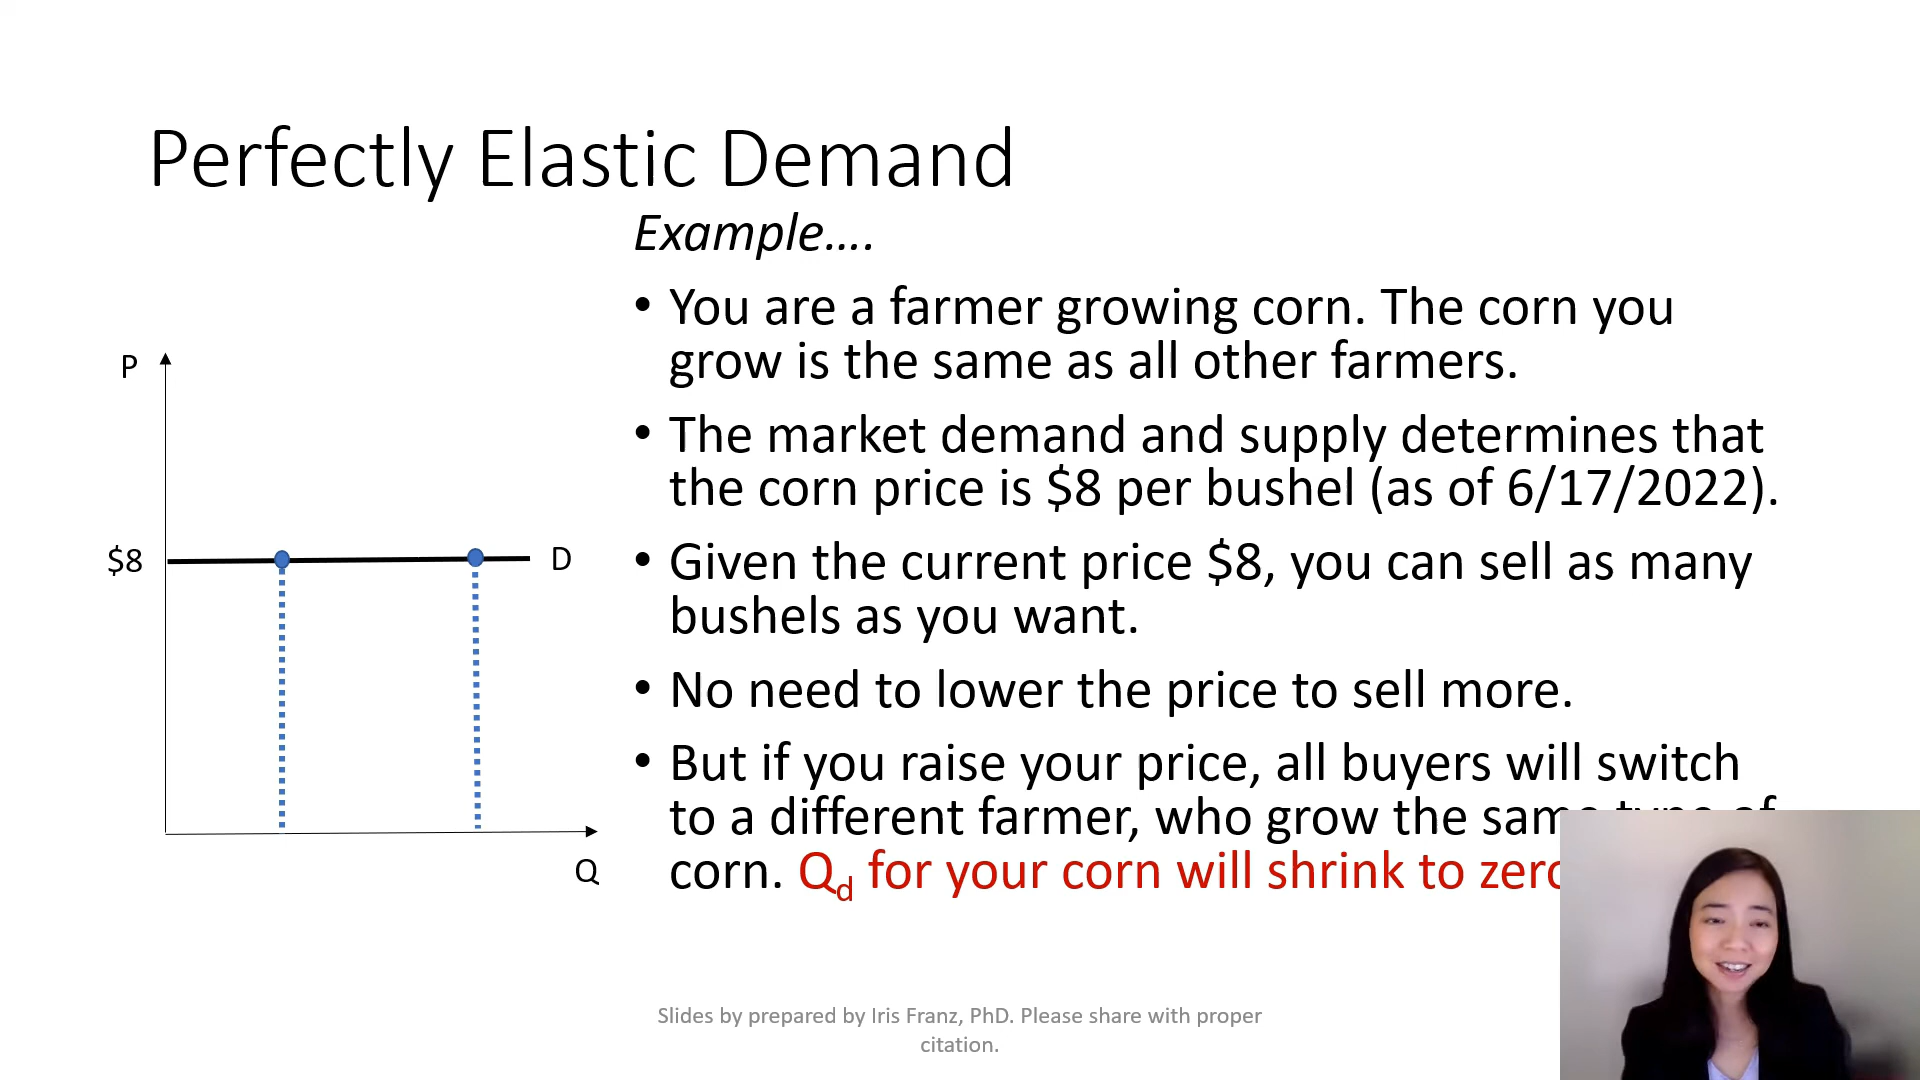 Perfectly Elastic Demand
Example....
• You are a farmer growing corn. The corn you
grow is the same as all other farmers.
• The market demand and supply determines that
the corn price is $8 per bushel (as of 6/17/2022).
• Given the current price $8, you can sell as many
bushels as you want.
• No need to lower the price to sell more.
• But if you raise your price, all buyers will switch
to a different farmer, who grow the same type of
corn. Qd for your corn will shrink to zero
P
$8
D
Q
Slides by prepared by Iris Franz, PhD. Please share with proper
citation.